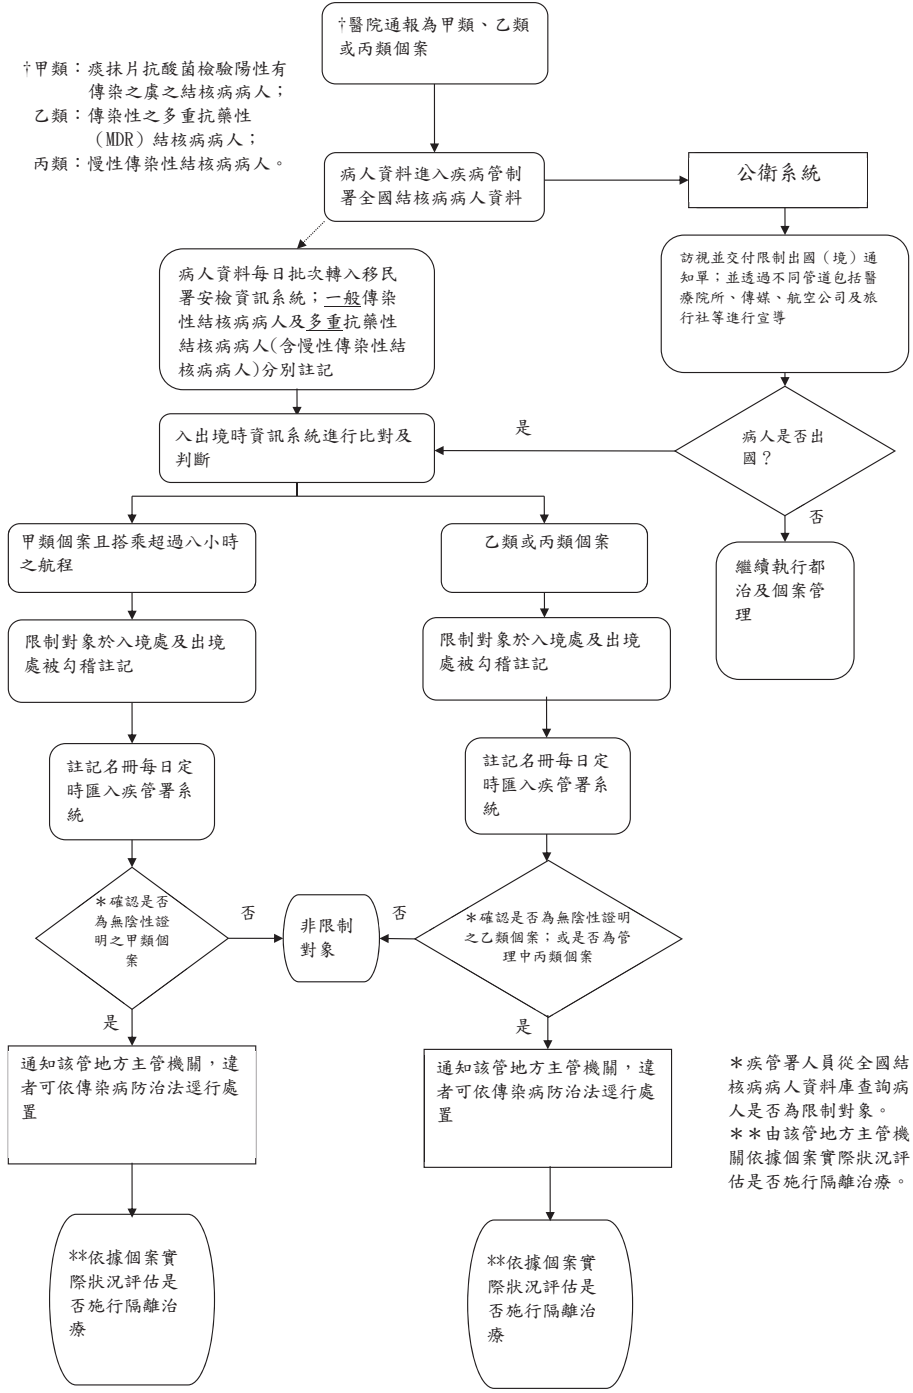 †醫院通報為甲類、乙類
或丙類個案
†甲類：痰抹片抗酸菌檢驗陽性有
傳染之虞之結核病病人；
乙類：傳染性之多重抗藥性
（MDR）結核病病人；
丙類：慢性傳染性結核病病人。
病人資料進入疾病管制
署全國結核病病人資料
公衛系統
病人資料每日批次轉入移民
署安檢資訊系統；一般傳染
性結核病病人及多重抗藥性
結核病病人(含慢性傳染性結
核病病人)分別註記
訪視並交付限制出國（境）通
知單；並透過不同管道包括醫
療院所、傳媒、航空公司及旅
行社等進行宣導
入出境時資訊系統進行比對及
判斷
是
病人是否出
國？
否
繼續執行都
治及個案管
理
甲類個案且搭乘超過八小時
之航程
乙類或丙類個案
限制對象於入境處及出境
處被勾稽註記
限制對象於入境處及出境
處被勾稽註記
註記名冊每日定
時匯入疾管署系
統
註記名冊每日定
時匯入疾管署系
統
＊確認是否
為無陰性證
明之甲類個
案
否
非限制
對象
否
＊確認是否為無陰性證明
之乙類個案；或是否為管
理中丙類個案
是
是
通知該管地方主管機關，違
者可依傳染病防治法逕行處
置
通知該管地方主管機關，違
者可依傳染病防治法逕行處
置
＊疾管署人員從全國結
核病病人資料庫查詢病
人是否為限制對象。
＊＊由該管地方主管機
關依據個案實際狀況評
估是否施行隔離治療。
**依據個案實
際狀況評估是
否施行隔離治
療
**依據個案實
際狀況評估是
否施行隔離治
療